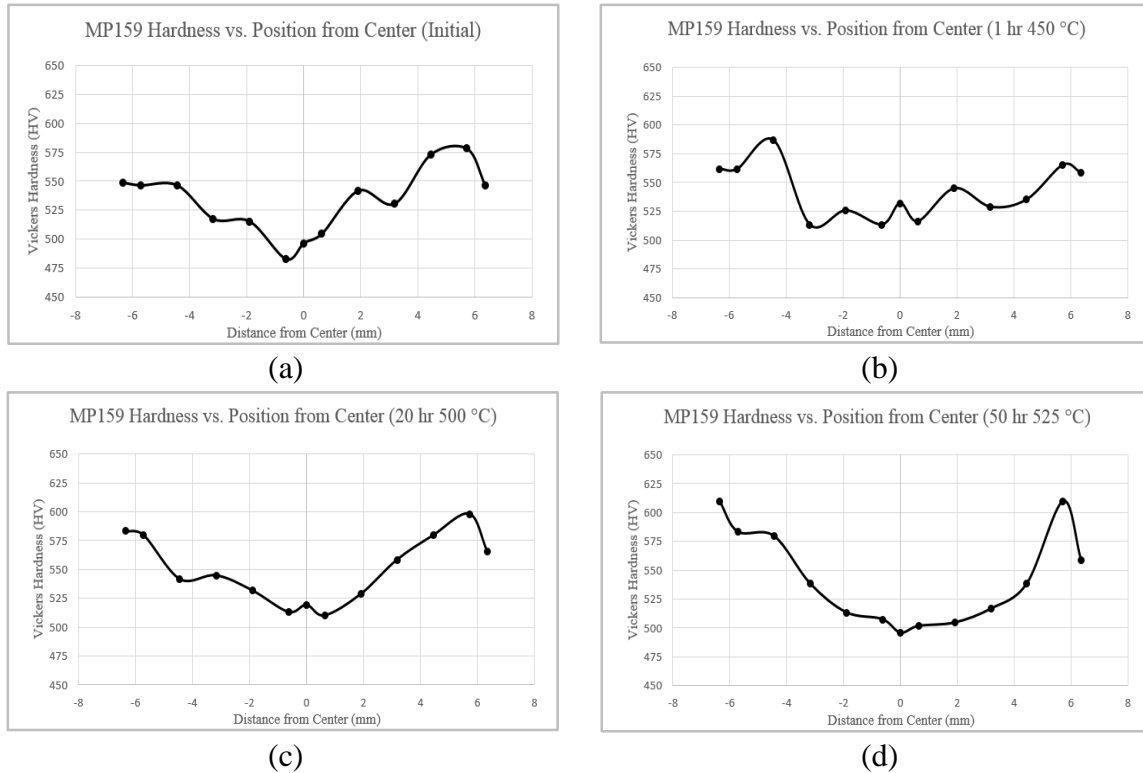 MP159 Hardness vs. Position from Center (Initial)
Vickers Hardness (HV)
650
625
600
575
550
525
500
475
450
-8 -6 -4 -2 0 2 4 6 8
Distance from Center (mm)
(a)
MP159 Hardness vs. Position from Center (1 hr 450 °C)
Vickers Hardness (HV)
650
625
600
575
550
525
500
475
450
-8 -6 -4 -2 0 2 4 6 8
Distance from Center (mm)
(b)
MP159 Hardness vs. Position from Center (20 hr 500 °C)
Vickers Hardness (HV)
650
625
600
575
550
525
500
475
450
-8 -6 -4 -2 0 2 4 6 8
Distance from Center (mm)
(c)
MP159 Hardness vs. Position from Center (50 hr 525 °C)
Vickers Hardness (HV)
650
625
600
575
550
525
500
475
450
-8 -6 -4 -2 0 2 4 6 8
Distance from Center (mm)
(d)